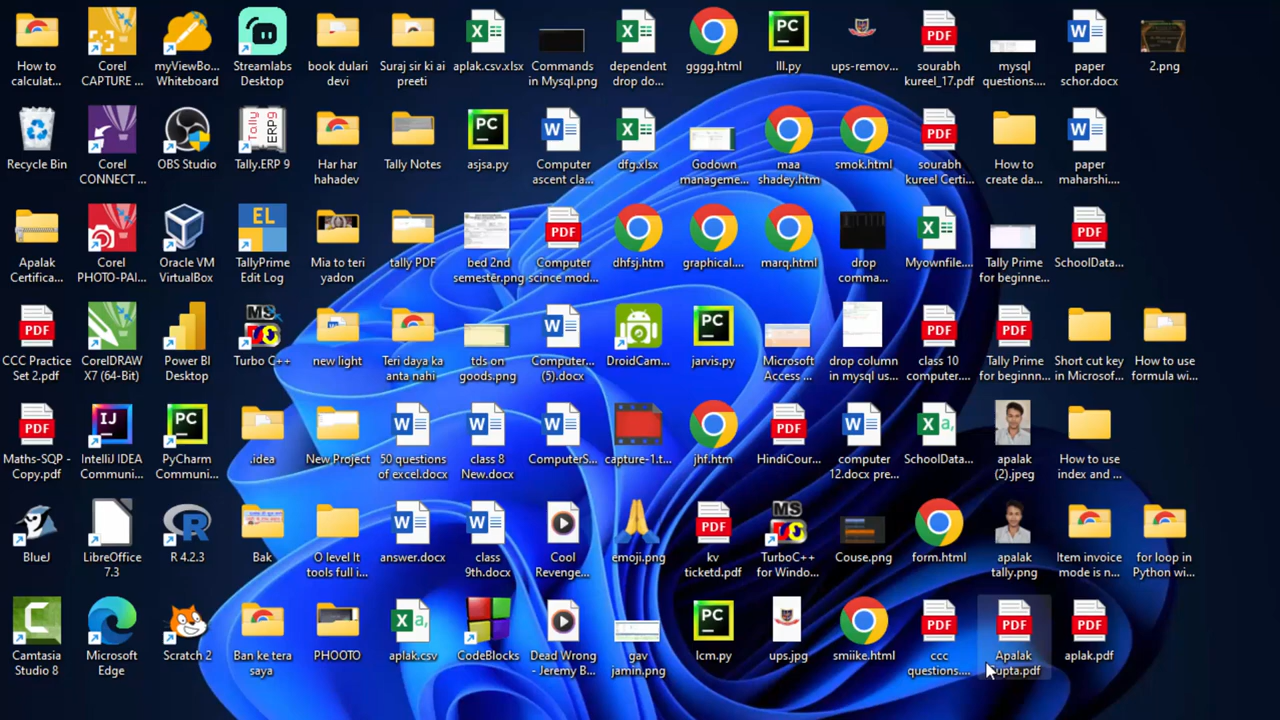 How to
calculat...
Corel
CAPTURE ...
myViewBo...
Whiteboard
Streamlabs
Desktop
book dulari
devi
Suraj sir ki ai
preeti
aplak.csv.xlsx
Commands
in Mysql.png
dependent
drop do...
gggg.html
lll.py
ups-remov...
sourabh
kureel_17.pdf
mysql
questions....
paper
schor.docx
2.png
Recycle Bin
Corel
CONNECT ...
OBS Studio
Tally.ERP 9
Har har
hahadev
Tally Notes
asjsa.py
Computer
ascent cla...
dfg.xlsx
Godown
manageme...
maa
shadey.htm
smok.html
sourabh
kureel Certi...
How to
create da...
paper
maharshi....
Apalak
Certifica...
Corel
PHOTO-PAI...
Oracle VM
VirtualBox
TallyPrime
Edit Log
Mia to teri
yadon
tally PDF
bed 2nd
semester.png
Computer
scince mod...
dhfsj.htm
graphical....
marq.html
drop
comma...
Myownfile....
Tally Prime
for beginne...
SchoolData...
CCC Practice
Set 2.pdf
CorelDRAW
X7 (64-Bit)
Power BI
Desktop
Turbo C++
new light
Teri daya ka
anta nahi
tds on
goods.png
Computer...
(5).docx
DroidCam...
jarvis.py
Microsoft
Access ...
drop column
in mysql us...
class 10
computer....
Tally Prime
for beginnn...
Short cut key
in Microsof...
How to use
formula wi...
Maths-SQP -
Copy.pdf
IntelliJ IDEA
Communi...
PyCharm
Communi...
.idea
New Project
50 questions
of excel.docx
class 8
New.docx
ComputerS...
capture-1.t...
jhf.htm
HindiCour...
computer
12.docx pre...
SchoolData...
apalak
(2).jpeg
How to use
index and ...
BlueJ
LibreOffice
7.3
R 4.2.3
Bak
O level It
tools full i...
answer.docx
class
9th.docx
Cool
Revenge...
emoji.png
kv
ticketd.pdf
TurboC++
for Windo...
Couse.png
form.html
apalak
tally.png
Item invoice
mode is n...
for loop in
Python wi...
Camtasia
Studio 8
Microsoft
Edge
Scratch 2
Ban ke tera
saya
PHOOTO
aplak.csv
CodeBlocks
Dead Wrong
- Jeremy B...
gav
jamin.png
lcm.py
ups.jpg
smiike.html
ccc
questions....
Apalak
Gupta.pdf
aplak.pdf